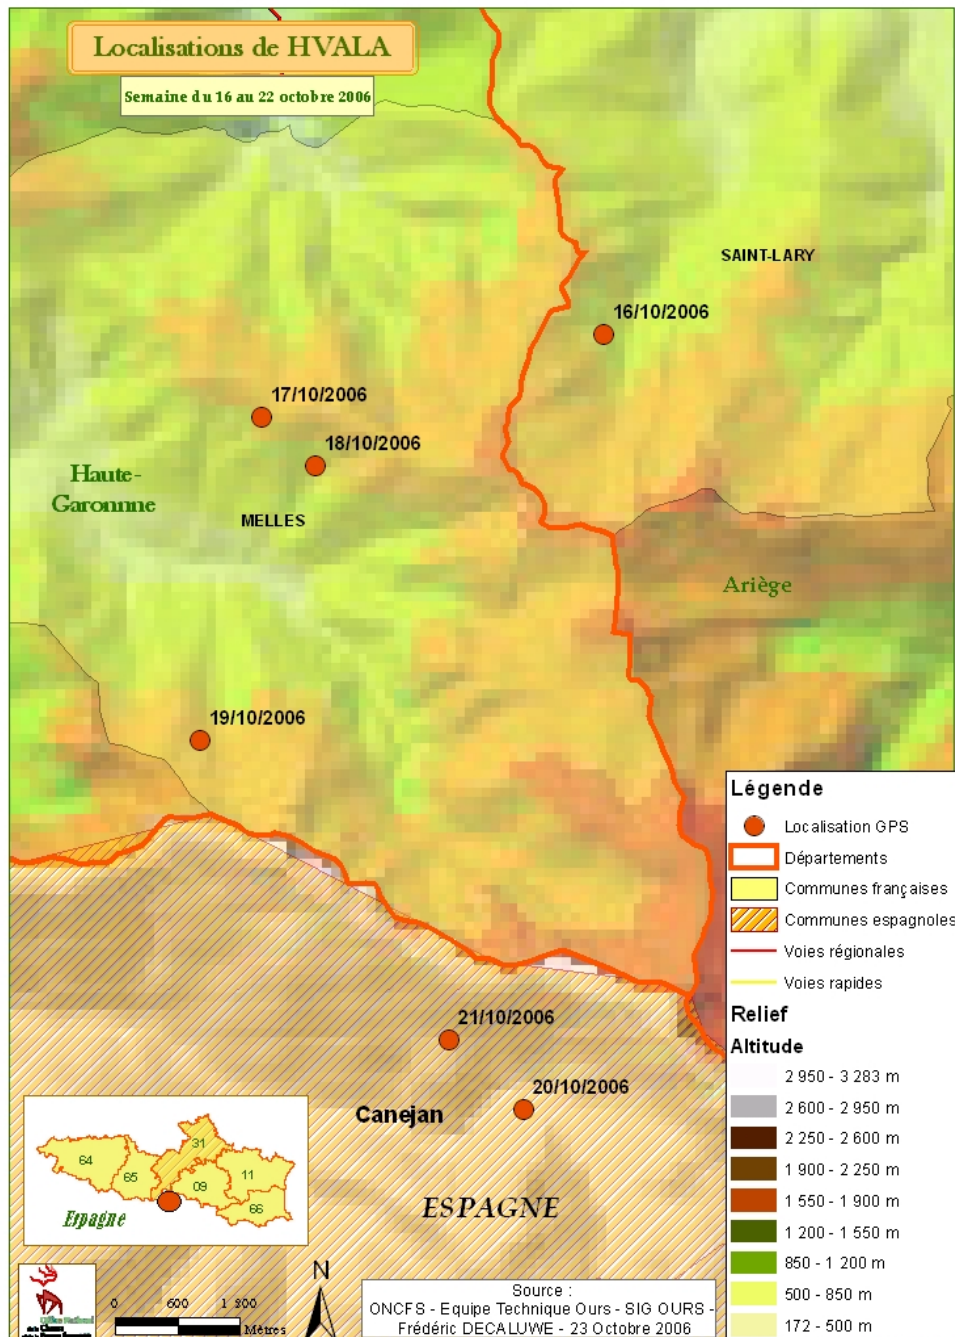 Localisations de HVALA
Semaine du 16 au 22 octobre 2006
SAINT-LARY
16/10/2006
17/10/2006
18/10/2006
Haute-
Garonnne
MELLES
Ariège
19/10/2006
21/10/2006
20/10/2006
Canejan
ESPAGNE
Légende
Localisation GPS
Départements
Communes françaises
Communes espagnoles
Voies régionales
Voies rapides
Relief
Altitude
2 950 - 3 283 m
2 600 - 2 950 m
2 250 - 2 600 m
1 900 - 2 250 m
1 550 - 1 900 m
1 200 - 1 550 m
850 - 1 200 m
500 - 850 m
172 - 500 m
31
64
65
09
11
66
Espagne
N
0 600 1 200
Mètres
Source :
ONCFS - Equipe Technique Ours - SIG OURS -
Frédéric DECALUWE - 23 Octobre 2006